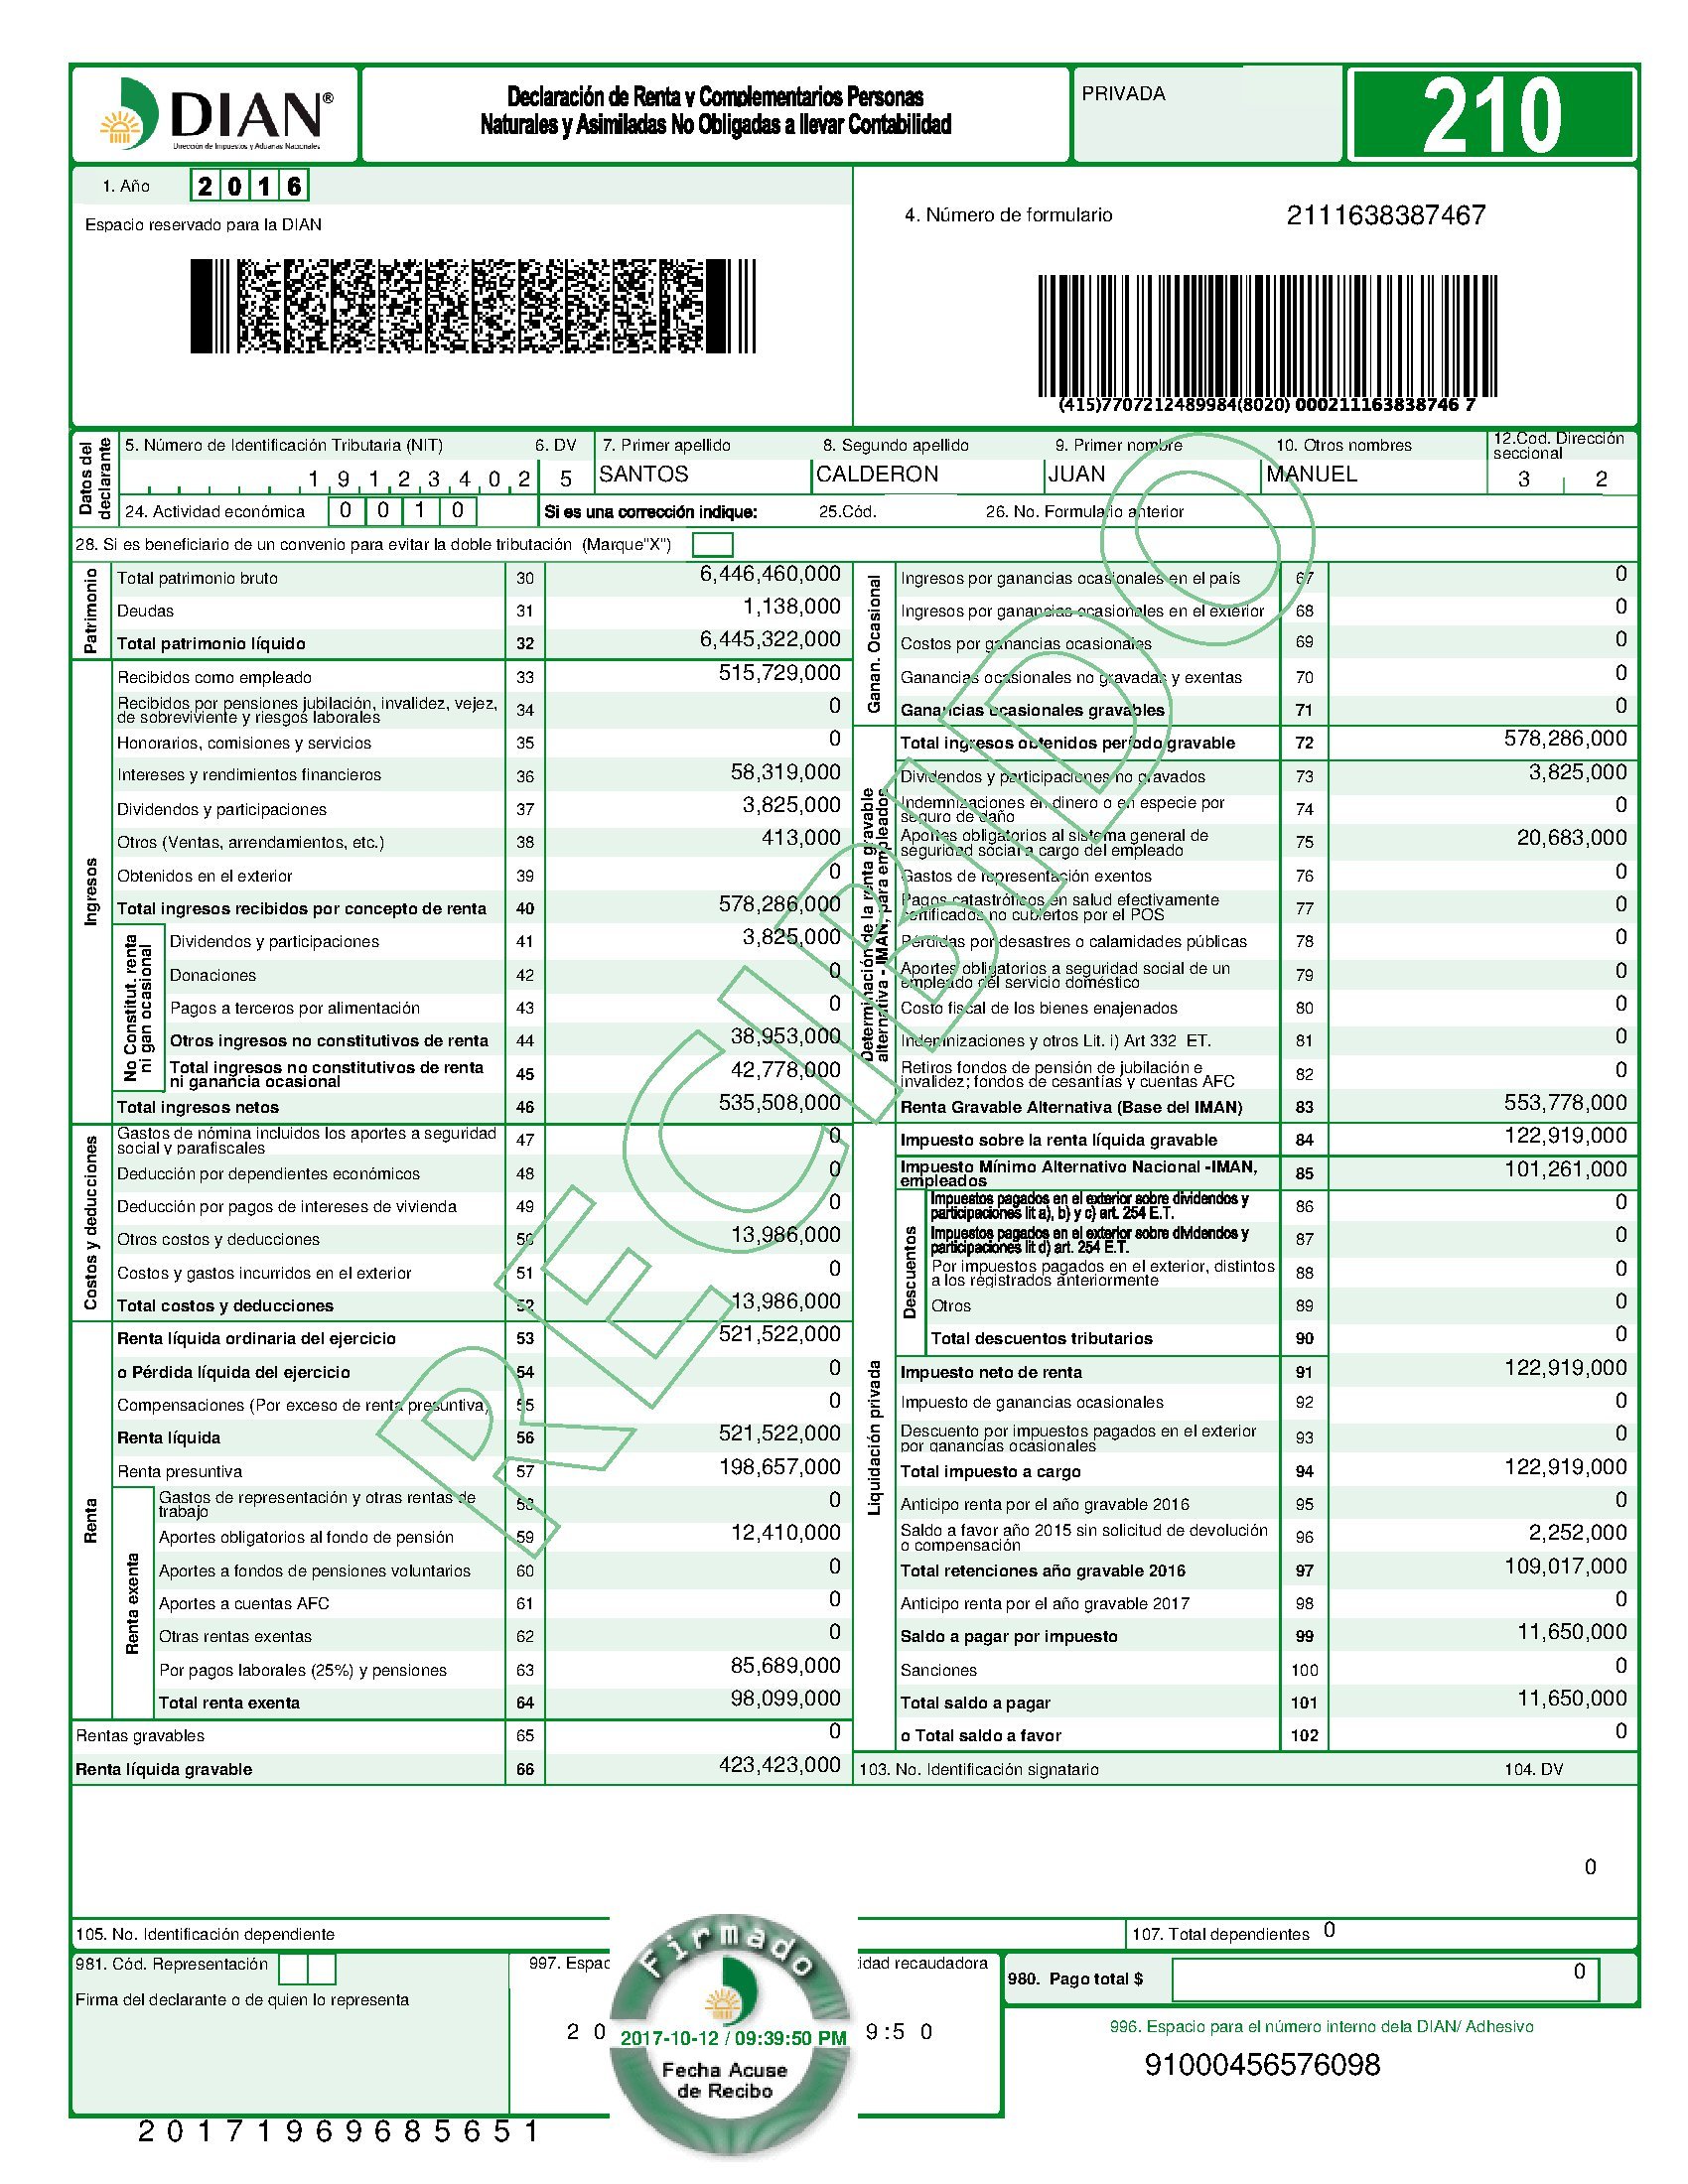 DIAN®
Dirección de Impuestos y Aduanas Nacionales
Declaración de Renta y Complementarios Personas
Naturales y Asimiladas No Obligadas a llevar Contabilidad
PRIVADA
210
1. Año 2 0 1 6
Espacio reservado para la DIAN
4. Número de formulario 2111638387467
(415)7707212489984(8020) 000211163838746 7
Datos del declarante
5. Número de Identificación Tributaria (NIT) 6. DV 7. Primer apellido 8. Segundo apellido 9. Primer nombre 10. Otros nombres 12.Cod. Dirección seccional
1 9 1 2 3 4 0 2 5 SANTOS CALDERON JUAN MANUEL 3 2
24. Actividad económica 0 0 1 0 Si es una corrección indique: 25.Cód. 26. No. Formulario anterior
28. Si es beneficiario de un convenio para evitar la doble tributación (Marque"X")
Patrimonio
Total patrimonio bruto 30 6,446,460,000
Deudas 31 1,138,000
Total patrimonio líquido 32 6,445,322,000
Ingresos
Recibidos como empleado 33 515,729,000
Recibidos por pensiones jubilación, invalidez, vejez,
de sobreviviente y riesgos laborales 34 0
Honorarios, comisiones y servicios 35 0
Intereses y rendimientos financieros 36 58,319,000
Dividendos y participaciones 37 3,825,000
Otros (Ventas, arrendamientos, etc.) 38 413,000
Obtenidos en el exterior 39 0
Total ingresos recibidos por concepto de renta 40 578,286,000
No Constitut. renta
ni gan ocasional
Dividendos y participaciones 41 3,825,000
Donaciones 42 0
Pagos a terceros por alimentación 43 0
Otros ingresos no constitutivos de renta 44 38,953,000
Total ingresos no constitutivos de renta
ni ganancia ocasional 45 42,778,000
Total ingresos netos 46 535,508,000
Costos y deducciones
Gastos de nómina incluidos los aportes a seguridad
social y parafiscales 47 0
Deducción por dependientes económicos 48 0
Deducción por pagos de intereses de vivienda 49 0
Otros costos y deducciones 50 13,986,000
Costos y gastos incurridos en el exterior 51 0
Total costos y deducciones 52 13,986,000
Renta
Renta líquida ordinaria del ejercicio 53 521,522,000
o Pérdida líquida del ejercicio 54 0
Compensaciones (Por exceso de renta presuntiva) 55 0
Renta líquida 56 521,522,000
Renta presuntiva 57 198,657,000
Renta exenta
Gastos de representación y otras rentas de
trabajo 58 0
Aportes obligatorios al fondo de pensión 59 12,410,000
Aportes a fondos de pensiones voluntarios 60 0
Aportes a cuentas AFC 61 0
Otras rentas exentas 62 0
Por pagos laborales (25%) y pensiones 63 85,689,000
Total renta exenta 64 98,099,000
Rentas gravables 65 0
Renta líquida gravable 66 423,423,000
Ganan. Ocasional
Ingresos por ganancias ocasionales en el país 67 0
Ingresos por ganancias ocasionales en el exterior 68 0
Costos por ganancias ocasionales 69 0
Ganancias ocasionales no gravadas y exentas 70 0
Ganancias ocasionales gravables 71 0
Determinación de la renta gravable
alternativa - IMAN, para empleados
Total ingresos obtenidos período gravable 72 578,286,000
Dividendos y participaciones no gravados 73 3,825,000
Indemnizaciones en dinero o en especie por
seguro de daño 74 0
Aportes obligatorios al sistema general de
seguridad social a cargo del empleado 75 20,683,000
Gastos de representación exentos 76 0
Pagos catastróficos en salud efectivamente
certificados no cubiertos por el POS 77 0
Pérdidas por desastres o calamidades públicas 78 0
Aportes obligatorios a seguridad social de un
empleado del servicio doméstico 79 0
Costo fiscal de los bienes enajenados 80 0
Indemnizaciones y otros Lit. i) Art 332 ET. 81 0
Retiros fondos de pensión de jubilación e
invalidez; fondos de cesantías y cuentas AFC 82 0
Renta Gravable Alternativa (Base del IMAN) 83 553,778,000
Liquidación privada
Impuesto sobre la renta líquida gravable 84 122,919,000
Impuesto Mínimo Alternativo Nacional -IMAN,
empleados 85 101,261,000
Descuentos
Impuestos pagados en el exterior sobre dividendos y
participaciones lit a), b) y c) art. 254 E.T. 86 0
Impuestos pagados en el exterior sobre dividendos y
participaciones lit d) art. 254 E.T. 87 0
Por impuestos pagados en el exterior, distintos
a los registrados anteriormente 88 0
Otros 89 0
Total descuentos tributarios 90 0
Impuesto neto de renta 91 122,919,000
Impuesto de ganancias ocasionales 92 0
Descuento por impuestos pagados en el exterior
por ganancias ocasionales 93 0
Total impuesto a cargo 94 122,919,000
Anticipo renta por el año gravable 2016 95 0
Saldo a favor año 2015 sin solicitud de devolución
o compensación 96 2,252,000
Total retenciones año gravable 2016 97 109,017,000
Anticipo renta por el año gravable 2017 98 0
Saldo a pagar por impuesto 99 11,650,000
Sanciones 100 0
Total saldo a pagar 101 11,650,000
o Total saldo a favor 102 0
103. No. Identificación signatario 104. DV
0
RECIBIDO
105. No. Identificación dependiente 107. Total dependientes 0
981. Cód. Representación
Firma del declarante o de quien lo representa
997. Espac idad recaudadora
2 0 9 : 5 0
Firmado
2017-10-12 / 09:39:50 PM
Fecha Acuse
de Recibo
980. Pago total $ 0
996. Espacio para el número interno dela DIAN/ Adhesivo
91000456576098
2 0 1 7 1 9 6 9 6 8 5 6 5 1